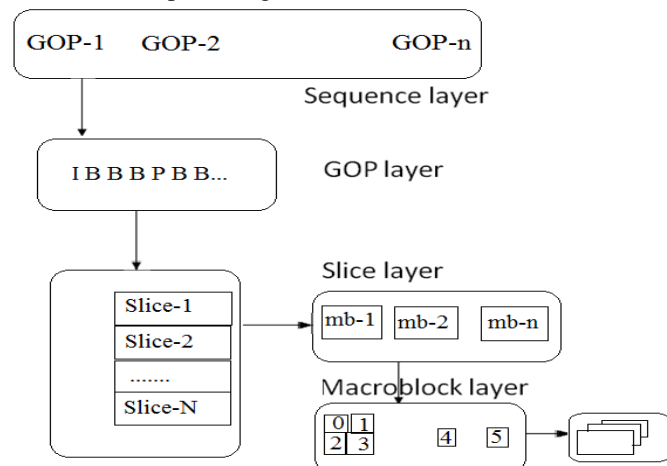 GOP-1 GOP-2 GOP-n
Sequence layer
I B B B P B B...
GOP layer
Slice layer
Slice-1
Slice-2
.......
Slice-N
mb-1 mb-2 mb-n
Macroblock layer
0 1
2 3
4 5